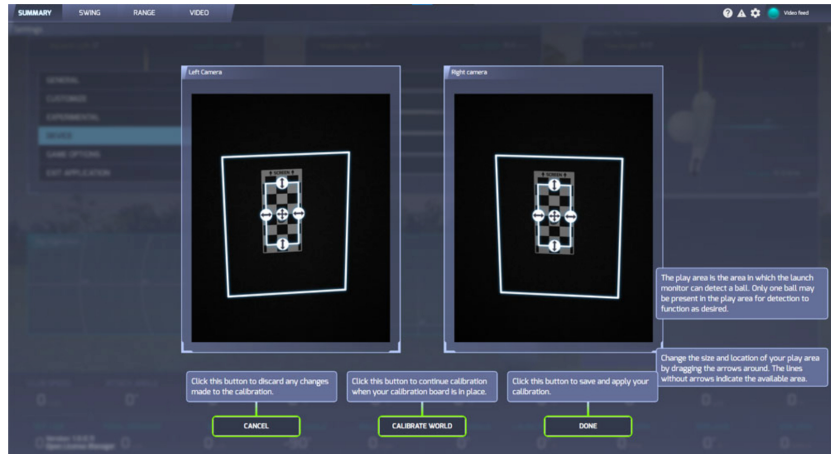 SUMMARY SWING RANGE VIDEO
Video feed
Settings
Left Camera
Right camera
GENERAL
CUSTOMIZE
EXPERIMENTAL
DEVICE
GAME OPTIONS
EXIT APPLICATION
SCREEN
SCREEN
The play area is the area in which the launch
monitor can detect a ball. Only one ball may
be present in the play area for detection to
function as desired.
Change the size and location of your play area
by dragging the arrows around. The lines
without arrows indicate the available area.
Click this button to discard any changes
made to the calibration.
Click this button to continue calibration
when your calibration board is in place.
Click this button to save and apply your
calibration.
CANCEL
CALIBRATE WORLD
DONE